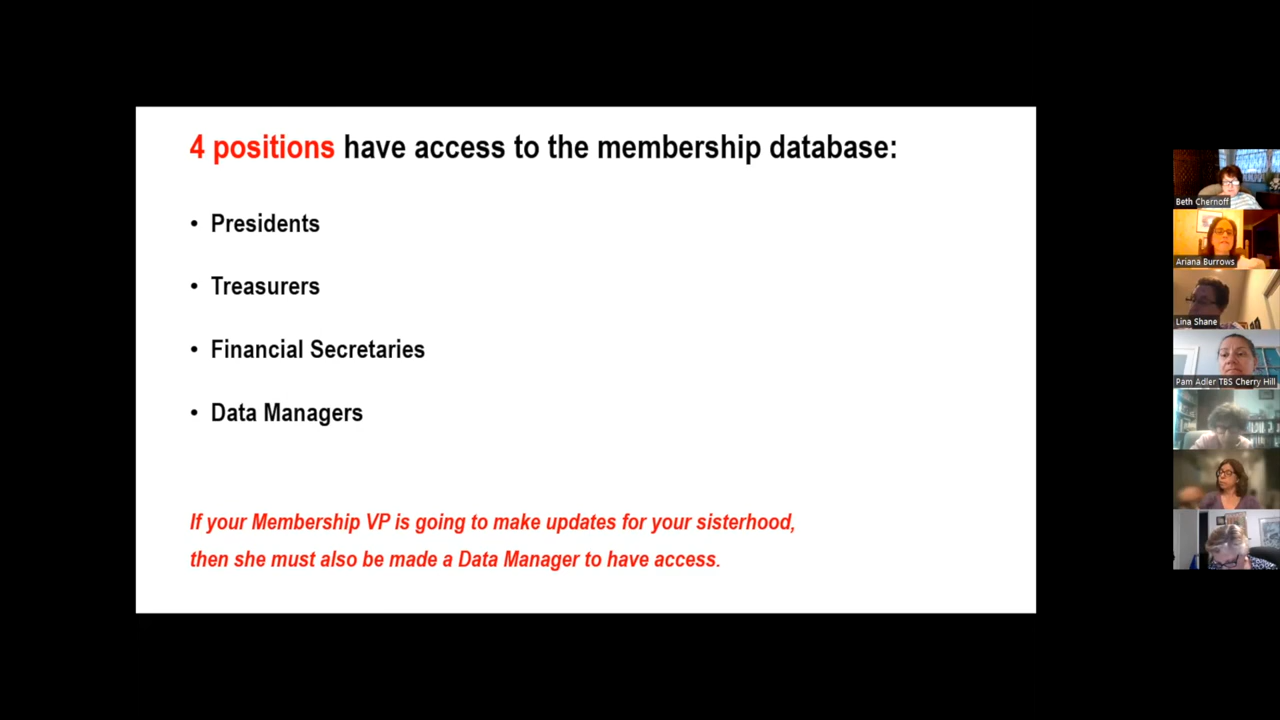 4 positions have access to the membership database:
• Presidents
• Treasurers
• Financial Secretaries
• Data Managers
If your Membership VP is going to make updates for your sisterhood,
then she must also be made a Data Manager to have access.
Beth Chernoff
Ariana Burrows
Lina Shane
Pam Adler TBS Cherry Hill